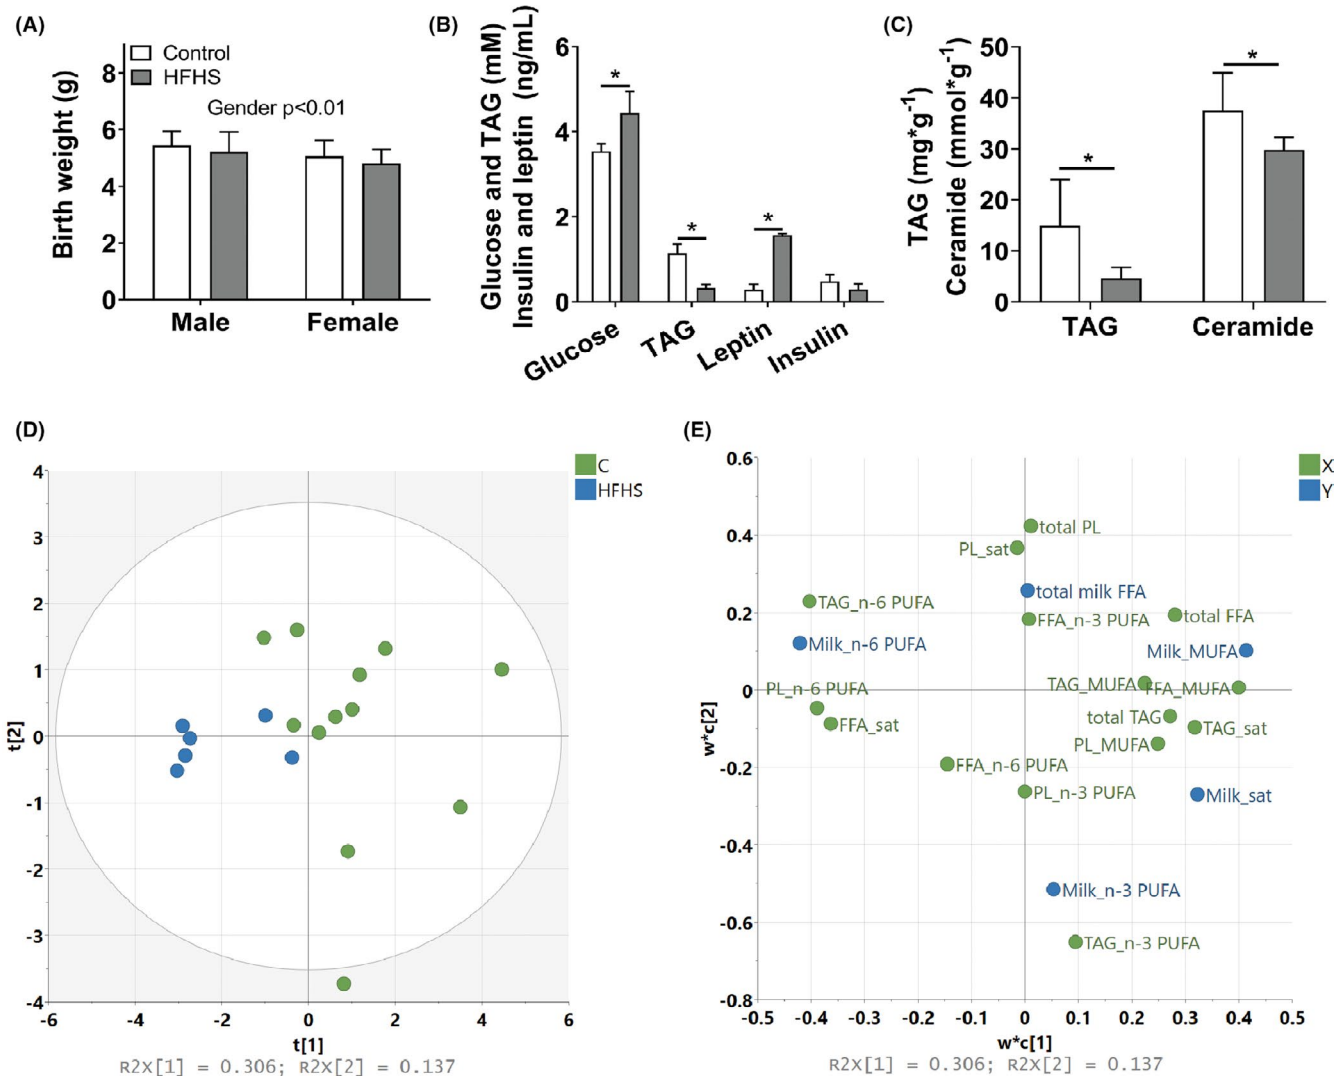 (A)
Control
HFHS
Gender p<0.01
Birth weight (g)
8
6
4
2
0
Male
Female
(B)
Glucose and TAG (mM)
Insulin and leptin (ng/mL)
6
4
2
0
*
*
*
Glucose
TAG
Leptin
Insulin
(C)
TAG (mg*g-1)
Ceramide (mmol*g-1)
50
40
30
20
10
0
*
*
TAG
Ceramide
(D)
C
HFHS
4
3
2
1
0
-1
-2
-3
-4
t[2]
-6
-4
-2
0
2
4
6
t[1]
R2X[1] = 0.306; R2X[2] = 0.137
(E)
X
Y
0.6
0.4
0.2
0
-0.2
-0.4
-0.6
-0.8
w*c[2]
total PL
PL_sat
total milk FFA
TAG_n-6 PUFA
FFA_n-3 PUFA
total FFA
Milk_n-6 PUFA
Milk_MUFA
PL_n-6 PUFA
TAG_MUFA
FFA_MUFA
FFA_sat
total TAG
TAG_sat
PL_MUFA
FFA_n-6 PUFA
PL_n-3 PUFA
Milk_sat
Milk_n-3 PUFA
TAG_n-3 PUFA
-0.5
-0.4
-0.3
-0.2
-0.1
0
0.1
0.2
0.3
0.4
0.5
w*c[1]
R2X[1] = 0.306; R2X[2] = 0.137